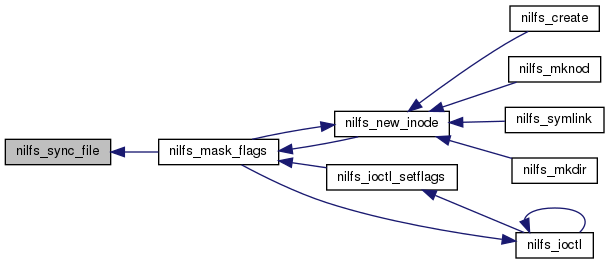 nilfs_create
nilfs_mknod
nilfs_new_inode
nilfs_symlink
nilfs_sync_file
nilfs_mask_flags
nilfs_mkdir
nilfs_ioctl_setflags
nilfs_ioctl